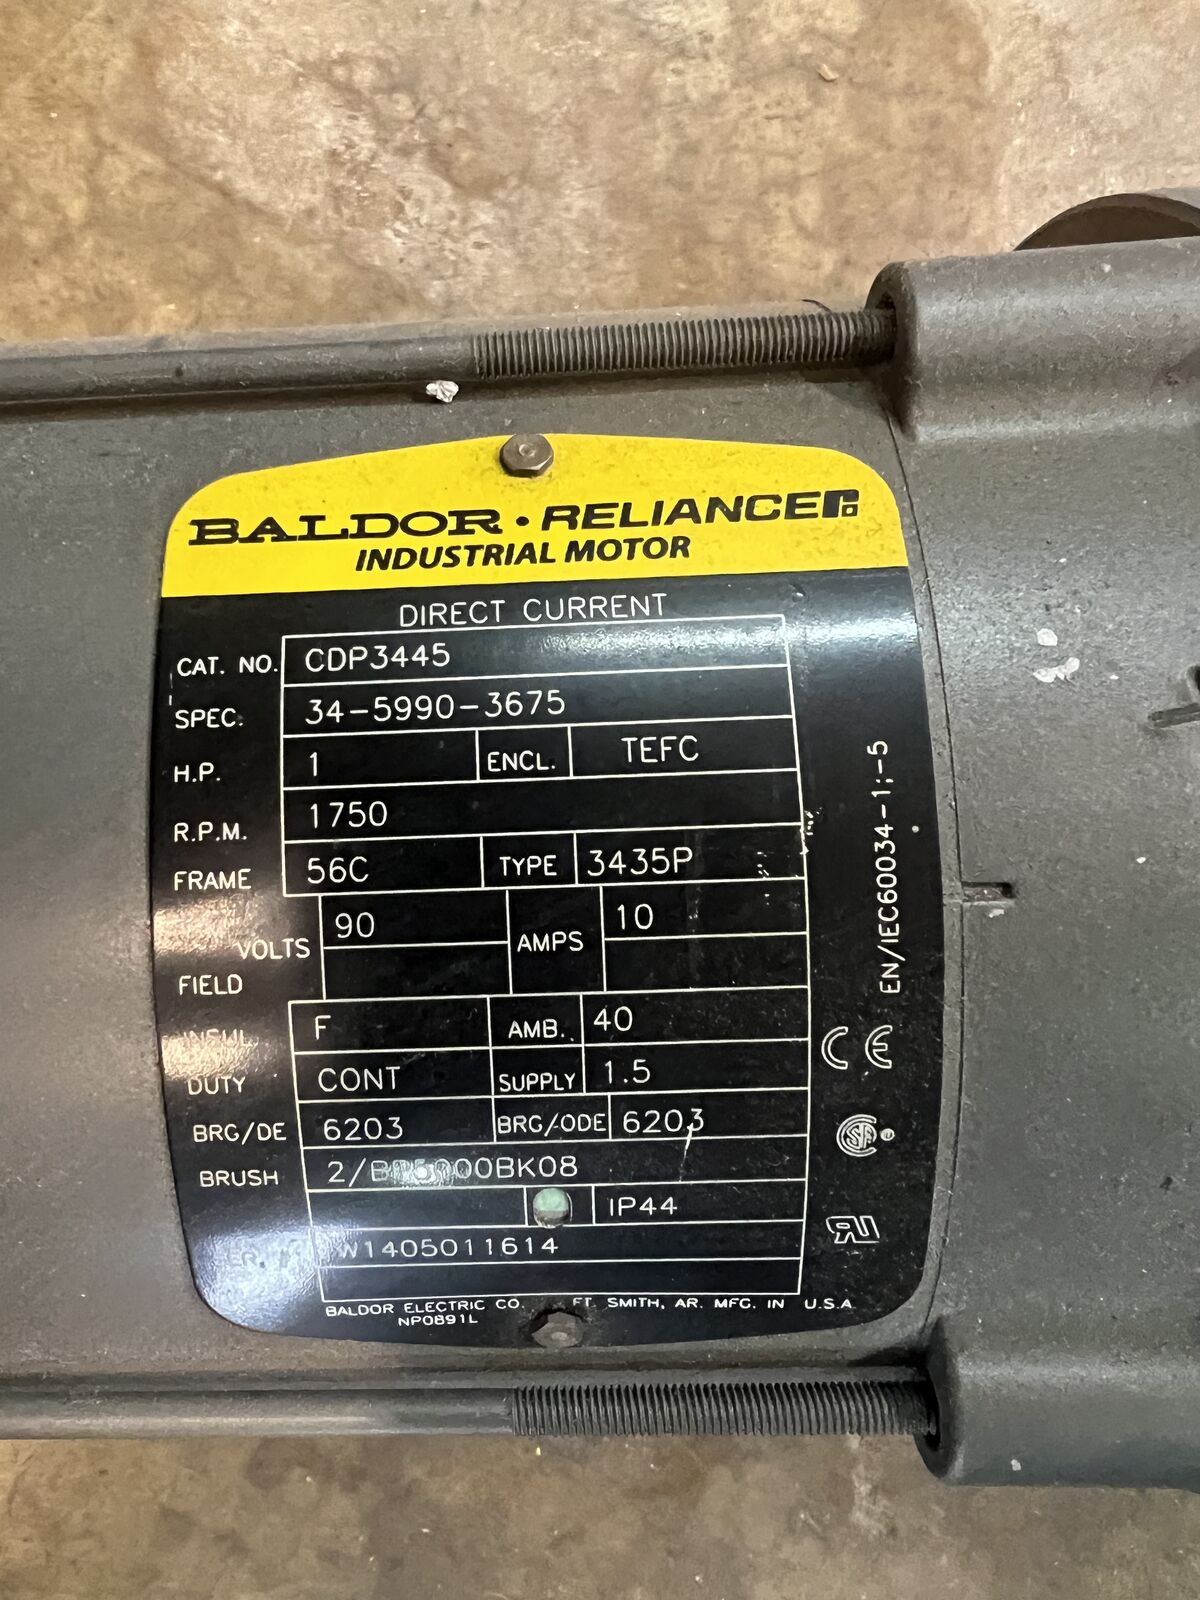 BALDOR • RELIANCE
INDUSTRIAL MOTOR
DIRECT CURRENT
CAT. NO. CDP3445
SPEC. 34-5990-3675
H.P. 1 ENCL. TEFC
R.P.M. 1750
FRAME 56C TYPE 3435P
VOLTS 90 AMPS 10
FIELD
INSUL F AMB. 40
DUTY CONT SUPPLY 1.5
BRG/DE 6203 BRG/ODE 6203
BRUSH
IP44
W1405011614
BALDOR ELECTRIC CO. FT. SMITH, AR. MFG. IN U.S.A.
NP0891L
EN/IEC60034-1;-5
CE